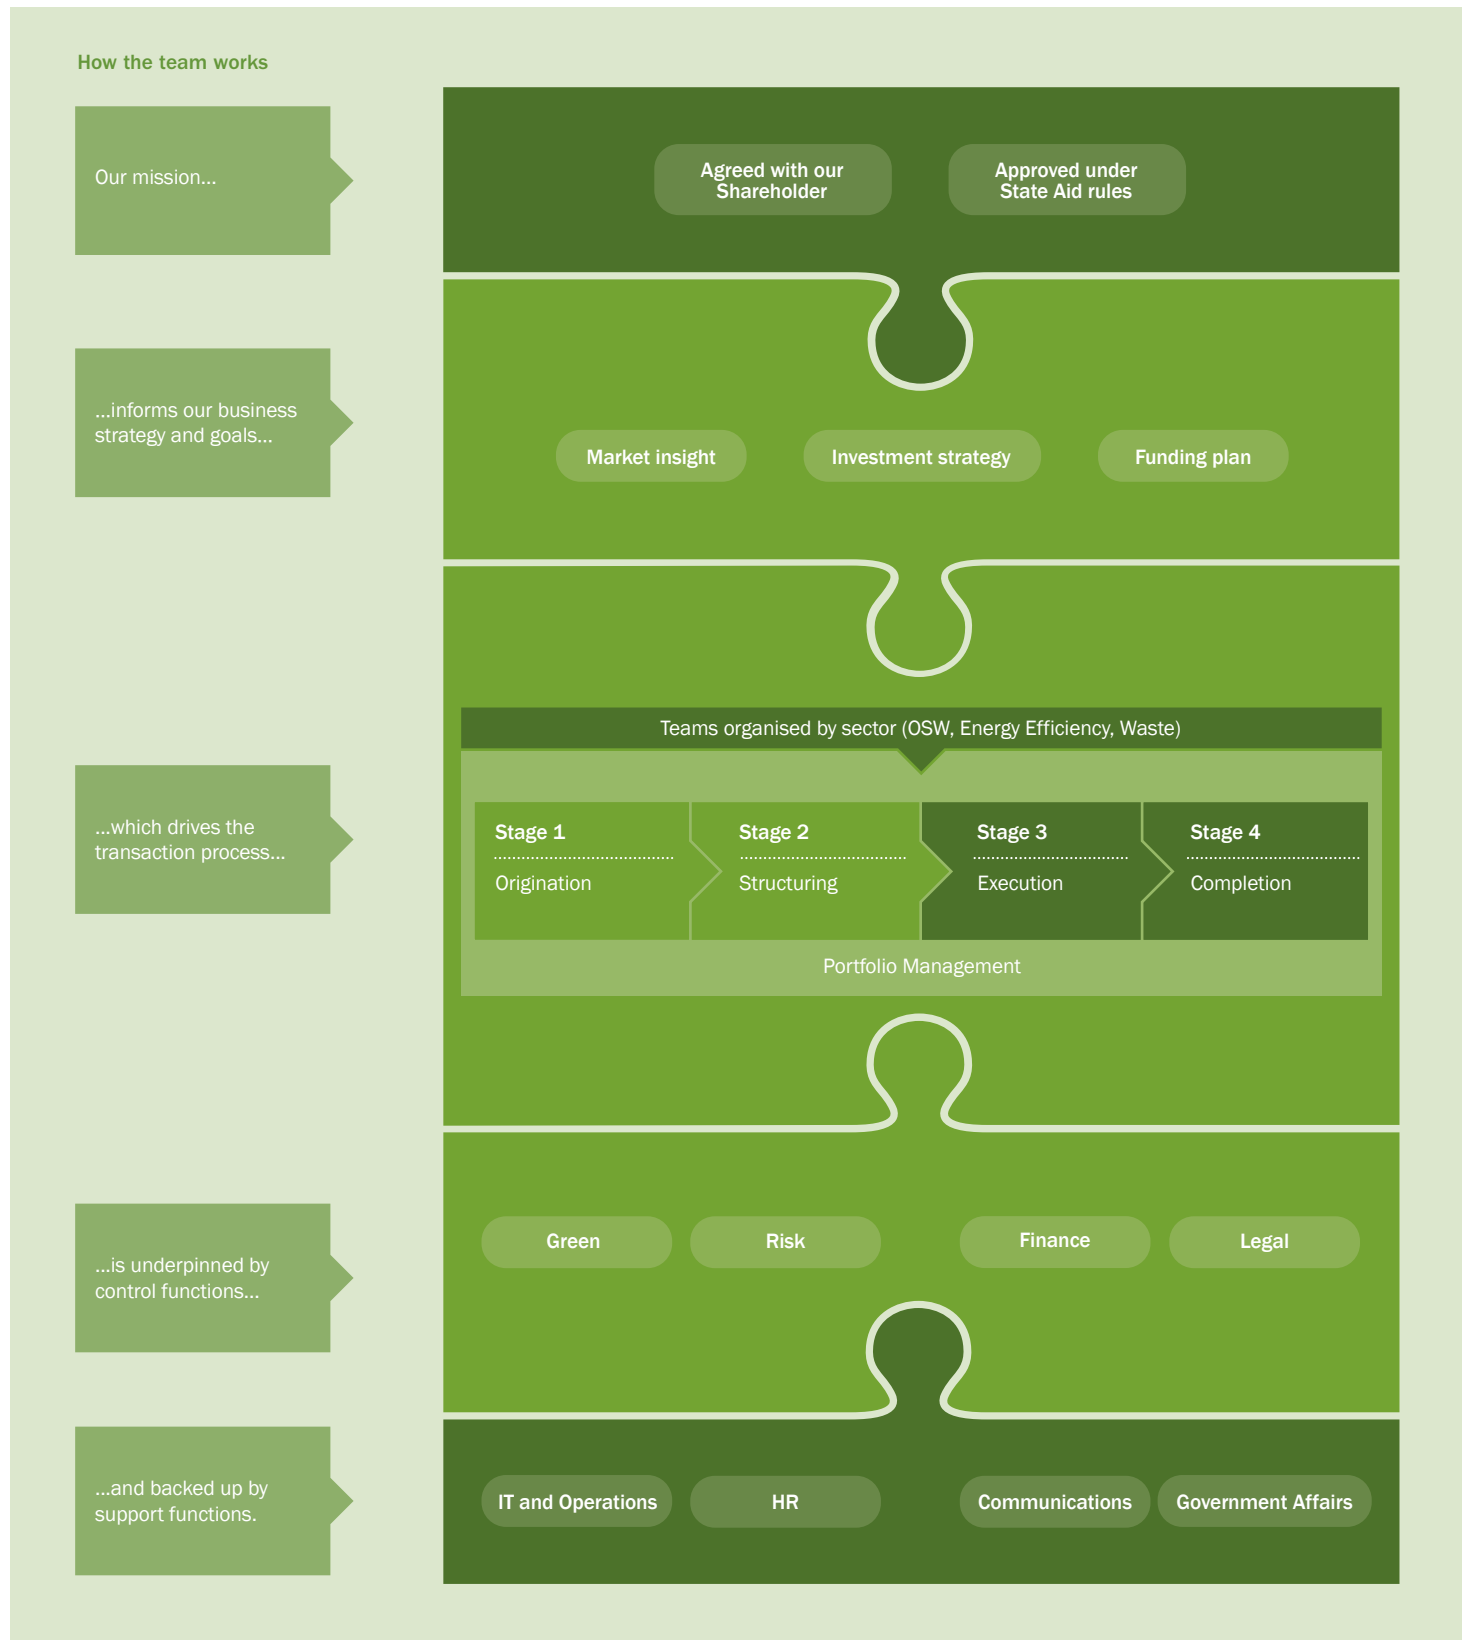 How the team works
Our mission...
Agreed with our
Shareholder
Approved under
State Aid rules
...informs our business
strategy and goals...
Market insight
Investment strategy
Funding plan
...which drives the
transaction process...
Teams organised by sector (OSW, Energy Efficiency, Waste)
Stage 1
Origination
Stage 2
Structuring
Stage 3
Execution
Stage 4
Completion
Portfolio Management
...is underpinned by
control functions...
Green
Risk
Finance
Legal
...and backed up by
support functions.
IT and Operations
HR
Communications
Government Affairs